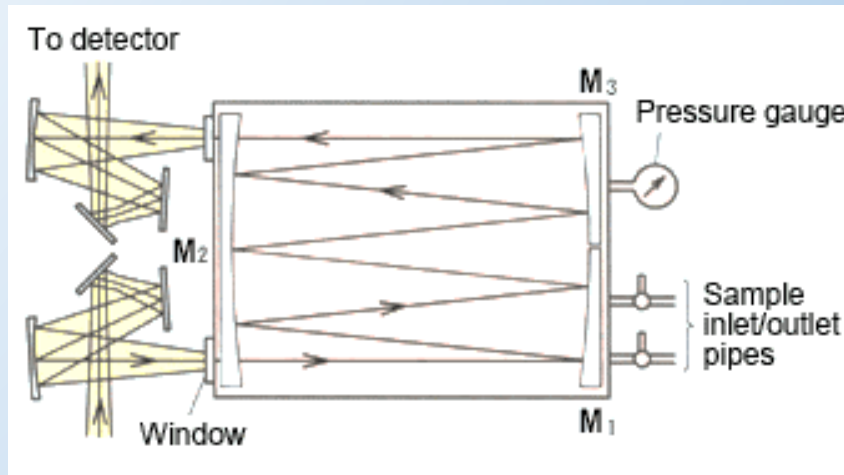 To detector
M3
Pressure gauge
M2
Sample
inlet/outlet
pipes
Window
M1